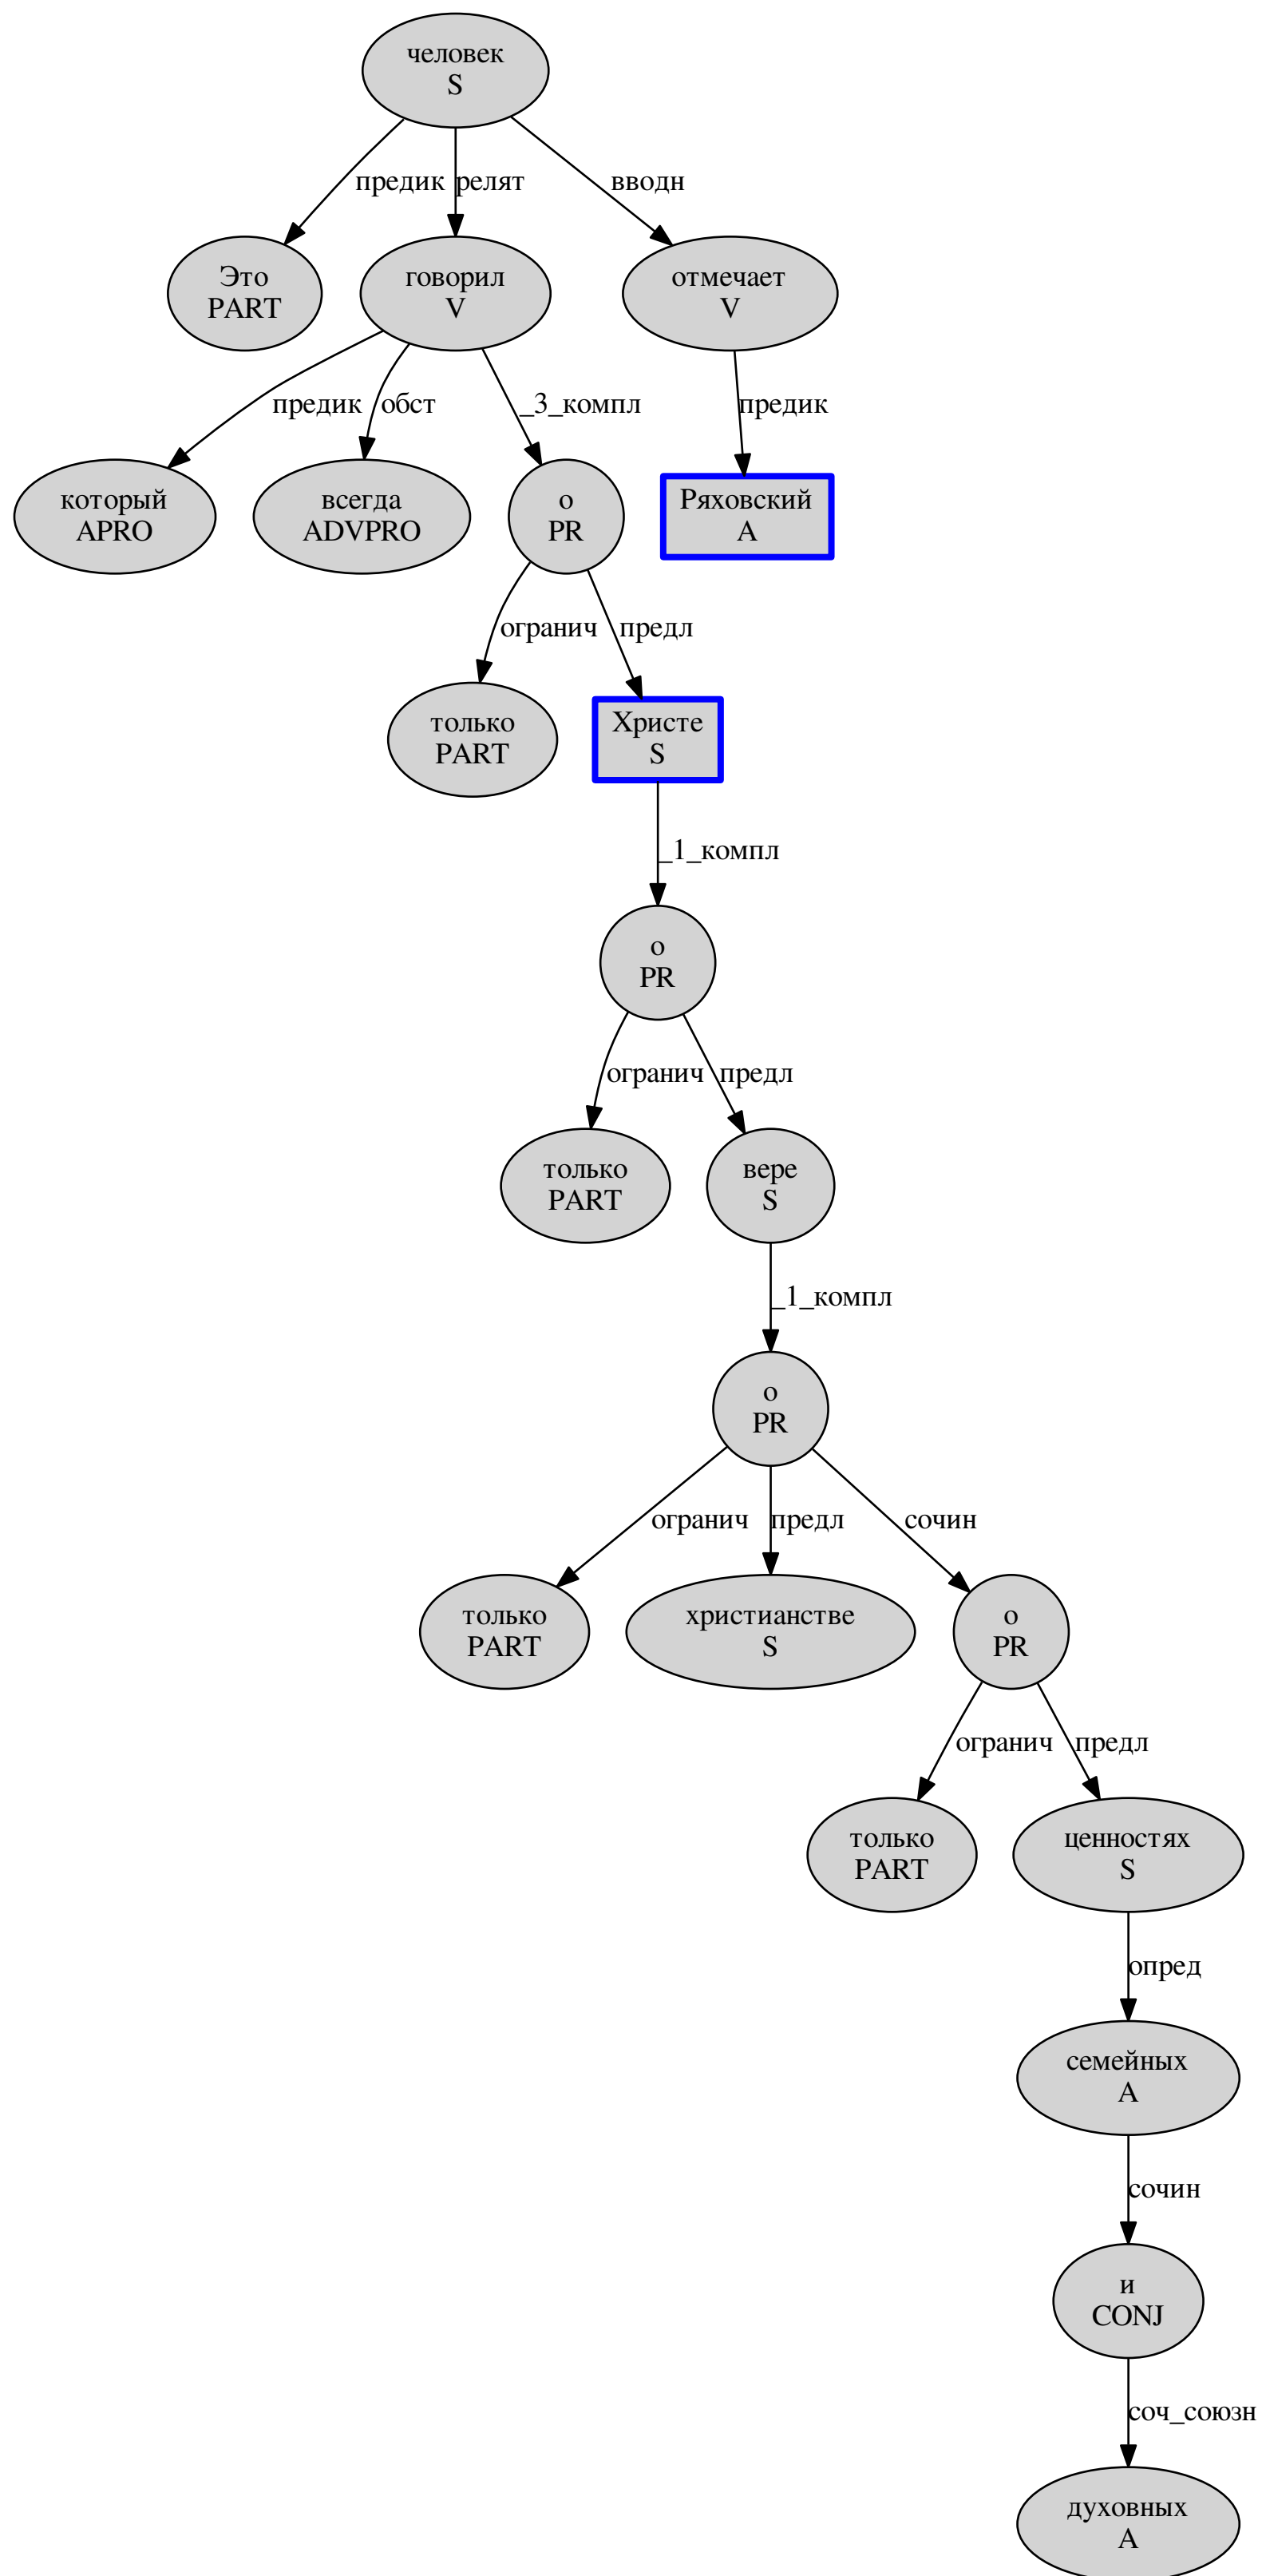 человек
S
предик
релят
вводн
Это
PART
говорил
V
отмечает
V
предик
обст
_3_компл
предик
который
APRO
всегда
ADVPRO
о
PR
Ряховский
A
огранич
предл
только
PART
Христе
S
_1_компл
о
PR
огранич
предл
только
PART
вере
S
_1_компл
о
PR
огранич
предл
сочин
только
PART
христианстве
S
о
PR
огранич
предл
только
PART
ценностях
S
опред
семейных
A
сочин
и
CONJ
соч_союзн
духовных
A